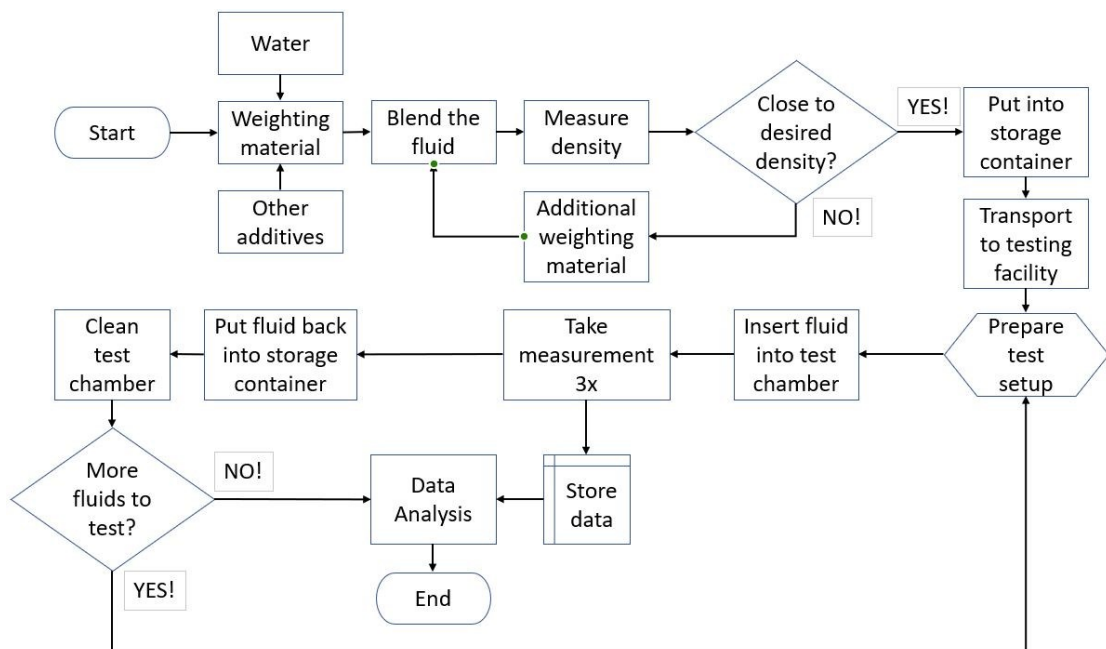 Water
Start
Weighting
material
Blend the
fluid
Measure
density
Close to
desired
density?
YES!
Put into
storage
container
Other
additives
Additional
weighting
material
NO!
Transport
to testing
facility
Clean
test
chamber
Put fluid back
into storage
container
Take
measurement
3x
Insert fluid
into test
chamber
Prepare
test
setup
More
fluids to
test?
NO!
Data
Analysis
Store
data
YES!
End